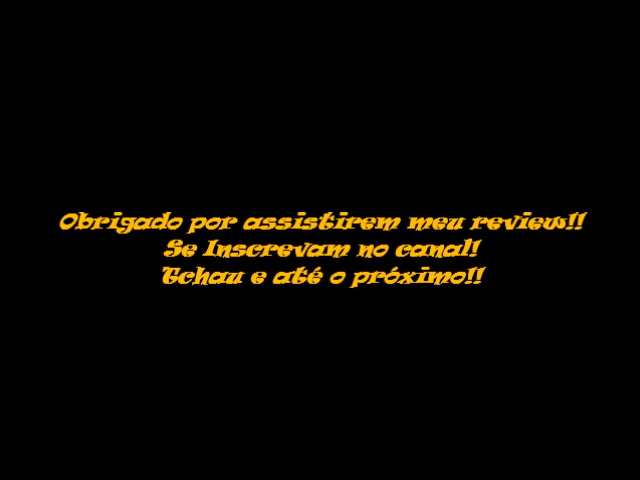 Obrigado por assistirem meu review!!
Se Inscrevam no canal!
Tchau e até o próximo!!